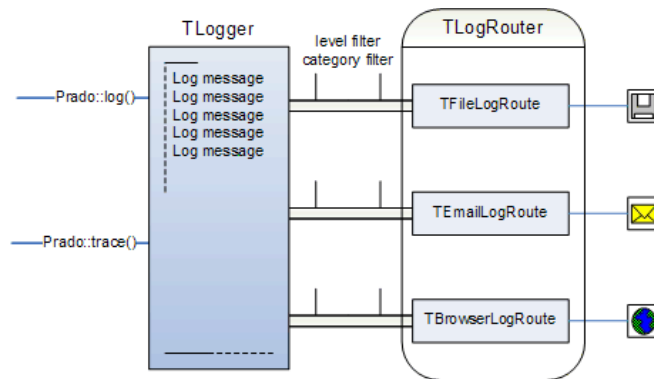 TLogger
level filter
category filter
TLogRouter
Log message
Log message
Log message
Log message
Log message
Prado::log()
Prado::trace()
TFileLogRoute
TEmailLogRoute
TBrowserLogRoute